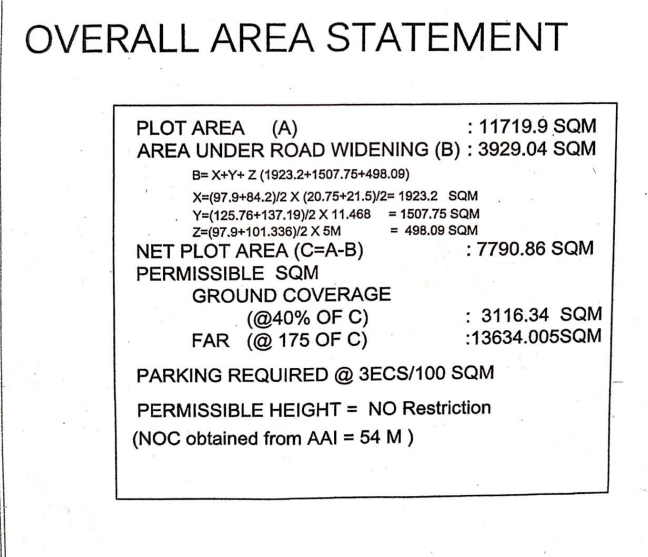 OVERALL AREA STATEMENT
PLOT AREA (A) : 11719.9 SQM
AREA UNDER ROAD WIDENING (B) : 3929.04 SQM
B= X+Y+ Z (1923.2+1507.75+498.09)
X=(97.9+84.2)/2 X (20.75+21.5)/2= 1923.2 SQM
Y=(125.76+137.19)/2 X 11.468 = 1507.75 SQM
Z=(97.9+101.336)/2 X 5M = 498.09 SQM
NET PLOT AREA (C=A-B) : 7790.86 SQM
PERMISSIBLE SQM
GROUND COVERAGE
(@40% OF C) : 3116.34 SQM
FAR (@ 175 OF C) :13634.005SQM
PARKING REQUIRED @ 3ECS/100 SQM
PERMISSIBLE HEIGHT = NO Restriction
(NOC obtained from AAI = 54 M )